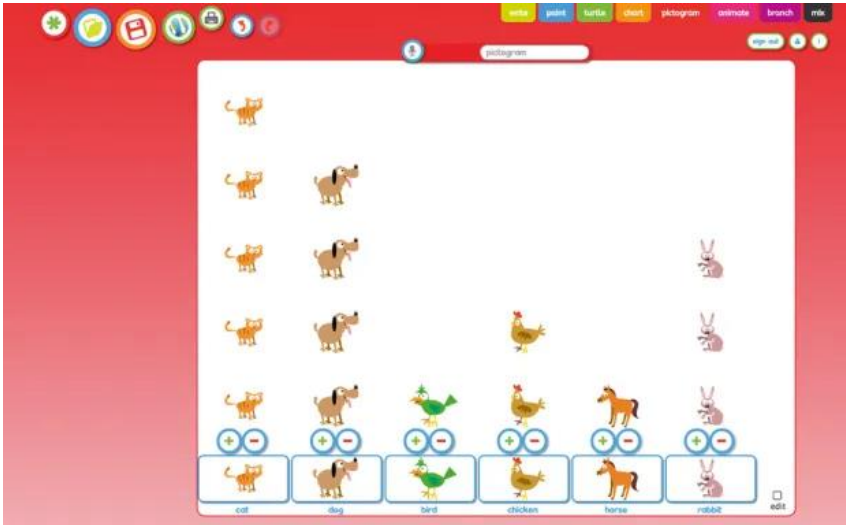 write paint turtle chart pictogram animate branch mix
sign out
pictogram
cat dog bird chicken horse rabbit
edit